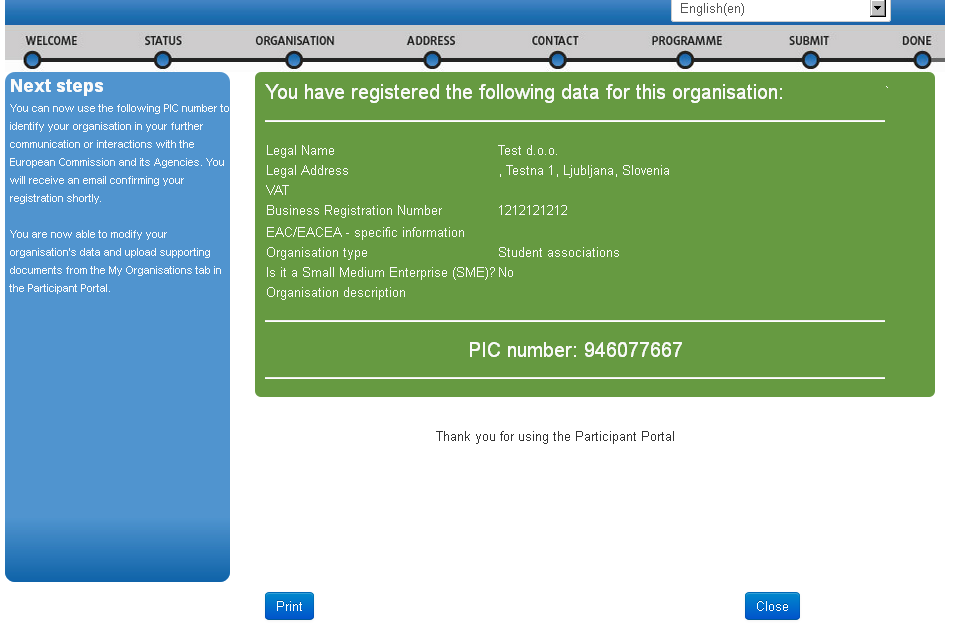 English(en)
WELCOME STATUS ORGANISATION ADDRESS CONTACT PROGRAMME SUBMIT DONE
Next steps
You can now use the following PIC number to
identify your organisation in your further
communication or interactions with the
European Commission and its Agencies. You
will receive an email confirming your
registration shortly.
You are now able to modify your
organisation's data and upload supporting
documents from the My Organisations tab in
the Participant Portal.
You have registered the following data for this organisation:
Legal Name Test d.o.o.
Legal Address , Testna 1, Ljubljana, Slovenia
VAT
Business Registration Number 1212121212
EAC/EACEA - specific information
Organisation type Student associations
Is it a Small Medium Enterprise (SME)? No
Organisation description
PIC number: 946077667
Thank you for using the Participant Portal
Print Close